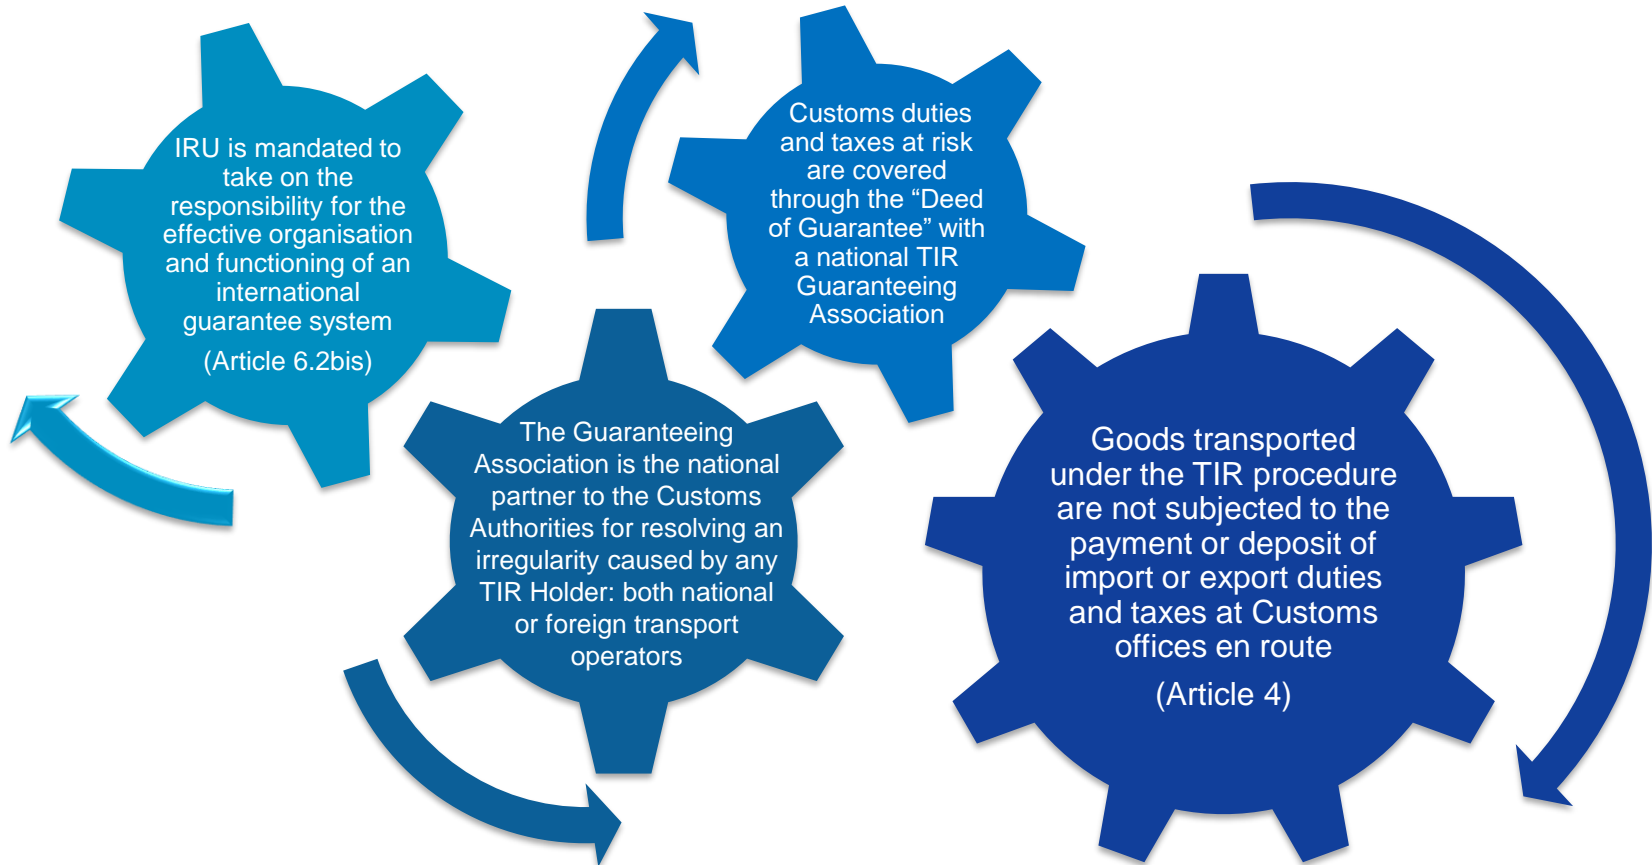 IRU is mandated to
take on the
responsibility for the
effective organisation
and functioning of an
international
guarantee system
(Article 6.2bis)
Customs duties
and taxes at risk
are covered
through the “Deed
of Guarantee” with
a national TIR
Guaranteeing
Association
The Guaranteeing
Association is the national
partner to the Customs
Authorities for resolving an
irregularity caused by any
TIR Holder: both national
or foreign transport
operators
Goods transported
under the TIR procedure
are not subjected to the
payment or deposit of
import or export duties
and taxes at Customs
offices en route
(Article 4)